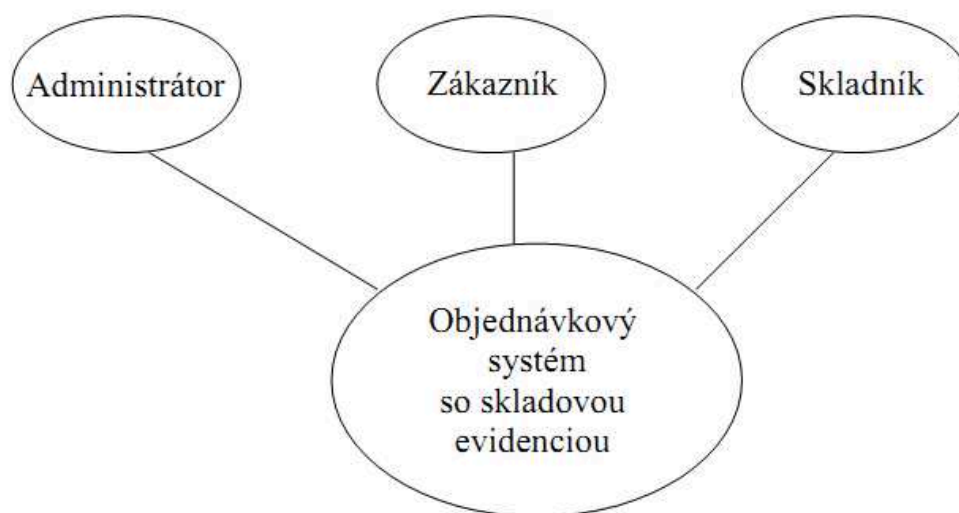 Administrátor
Zákazník
Skladník
Objednávkový
systém
so skladovou
evidenciou